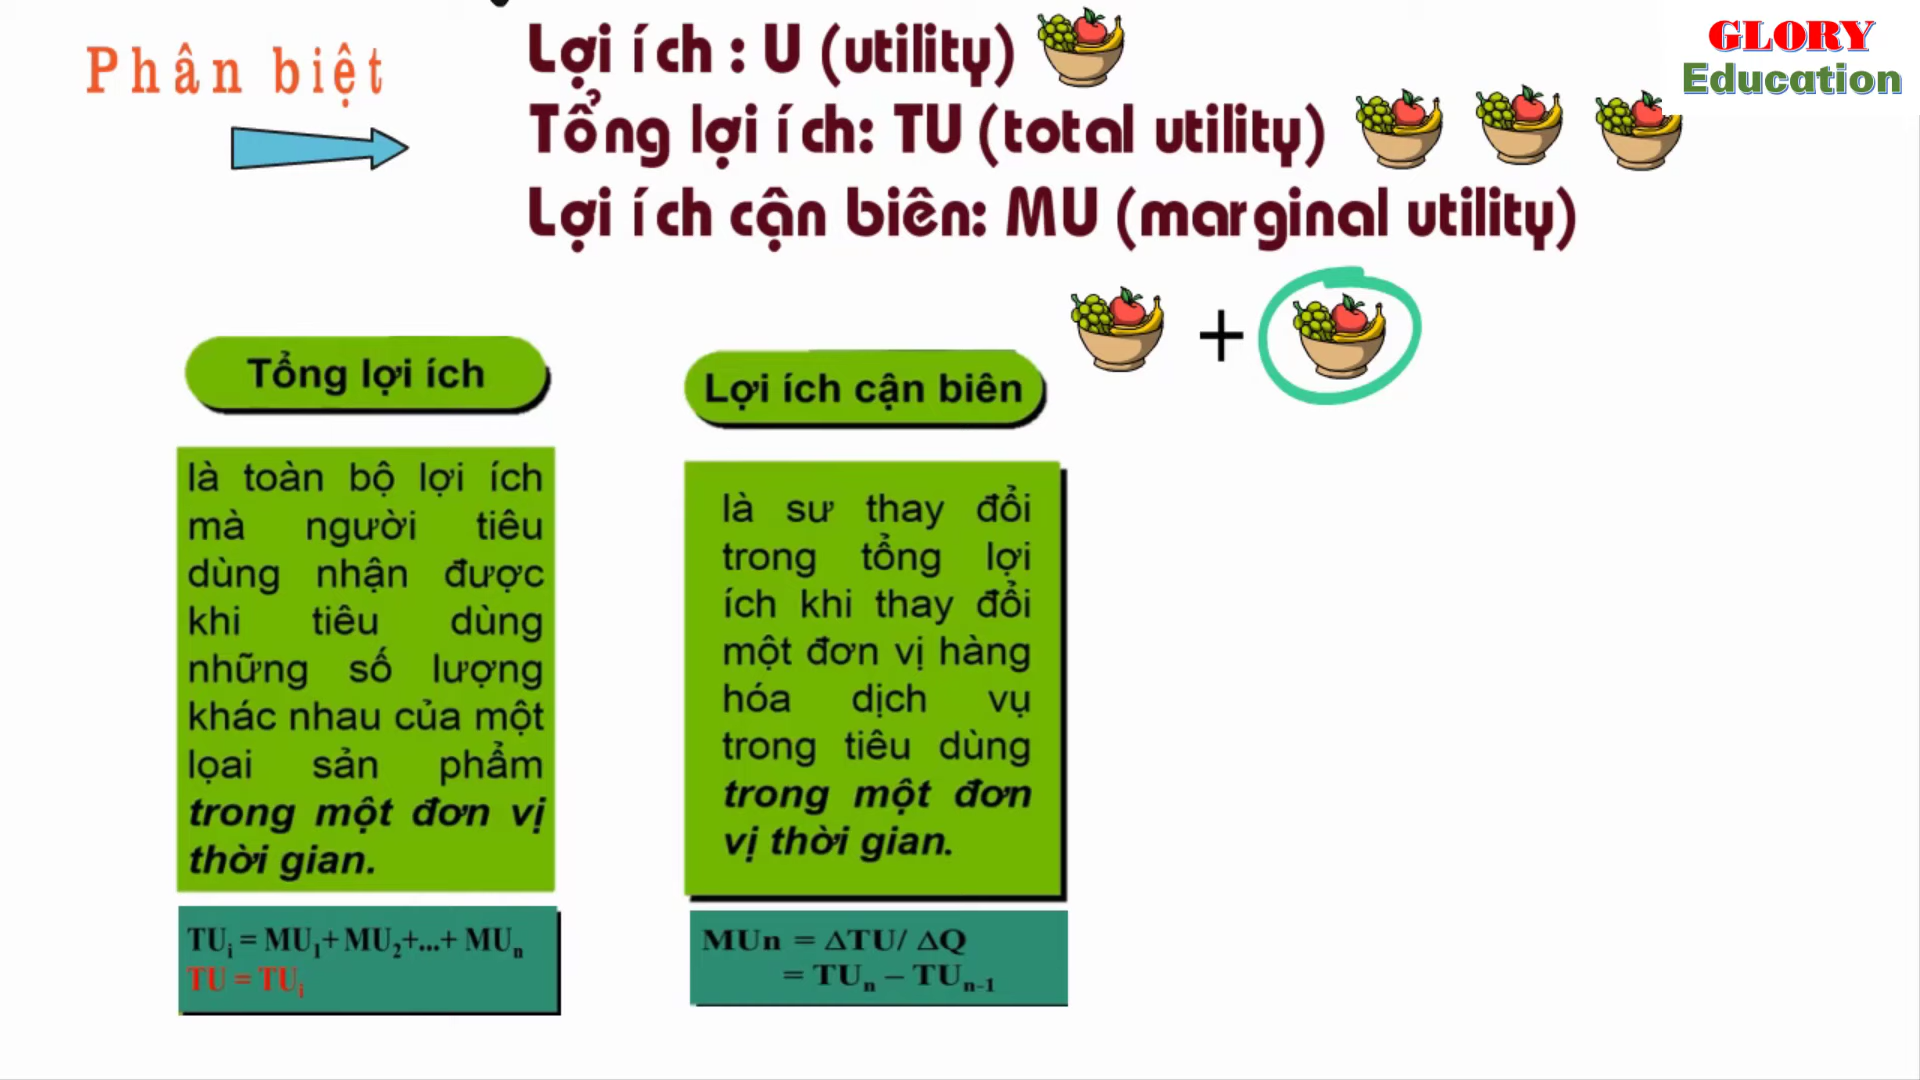 Phân biệt
Lợi ích : U (utility)
Tổng lợi ích: TU (total utility)
Lợi ích cận biên: MU (marginal utility)
GLORY
Education
+
Tổng lợi ích
là toàn bộ lợi ích
mà người tiêu
dùng nhận được
khi tiêu dùng
những số lượng
khác nhau của một
lọai sản phẩm
trong một đơn vị
thời gian.
TUi = MU1+ MU2+...+ MUn
TU = TUi
Lợi ích cận biên
là sư thay đổi
trong tổng lợi
ích khi thay đổi
một đơn vị hàng
hóa dịch vụ
trong tiêu dùng
trong một đơn
vị thời gian.
MUn = ΔTU/ ΔQ
= TUn – TUn-1